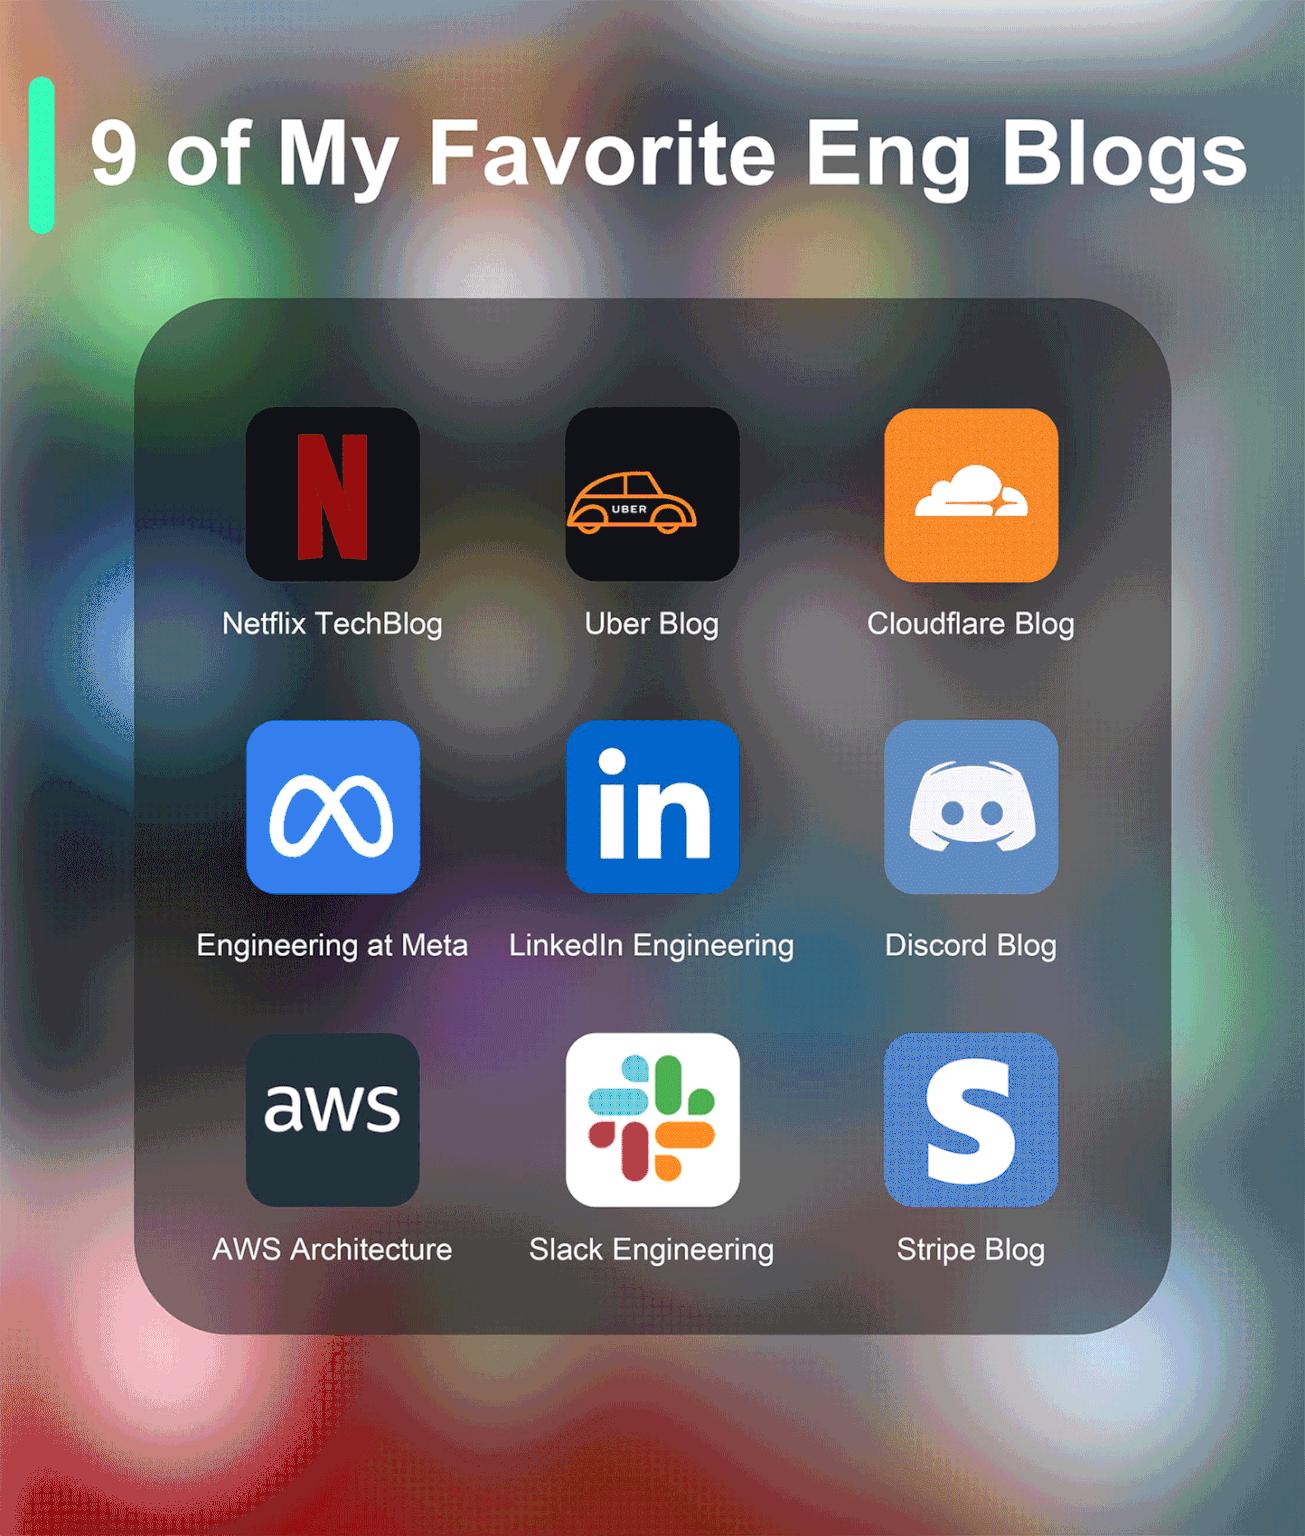 9 of My Favorite Eng Blogs
N
UBER
Netflix TechBlog
Uber Blog
Cloudflare Blog
in
Engineering at Meta
LinkedIn Engineering
Discord Blog
aws
S
AWS Architecture
Slack Engineering
Stripe Blog